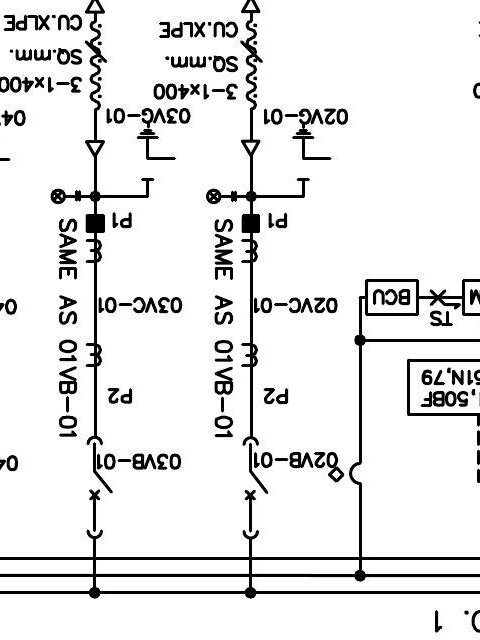 . 1
02VB-01
03VB-01
04
,50BF
51N,79
P2
P2
TS
BCU
02VC-01
03VC-01
04
SAME AS 01VB-01
SAME AS 01VB-01
P1
P1
02VG-01
03VG-01
04
3-1x400
SQ.mm.
CU.XLPE
3-1x400
SQ.mm.
CU.XLPE